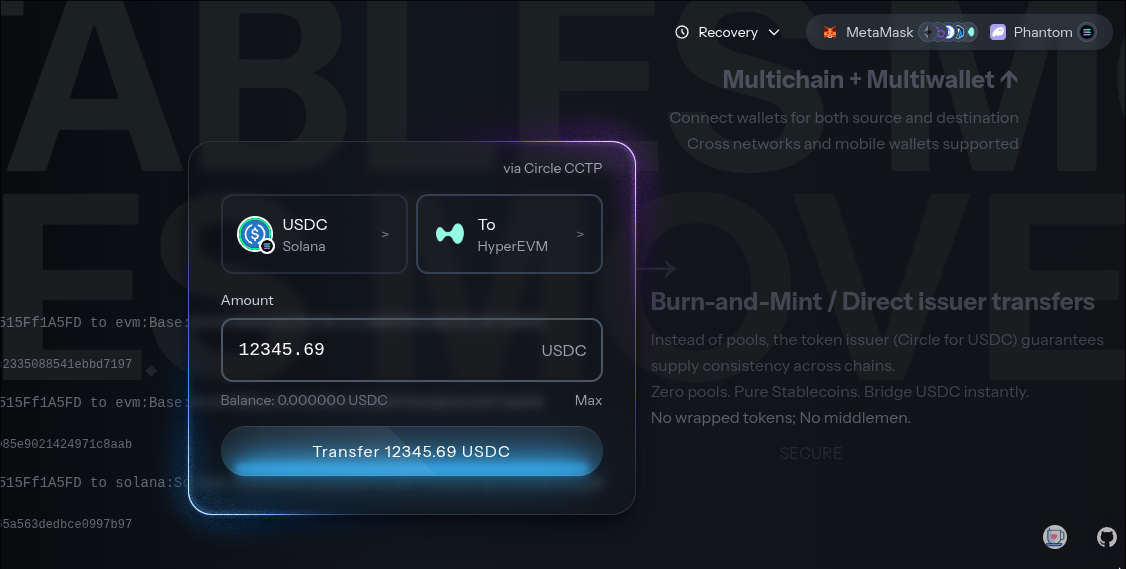 TABLES M
ES MOVE
Recovery
MetaMask
Phantom
Multichain + Multiwallet ↑
Connect wallets for both source and destination
Cross networks and mobile wallets supported
via Circle CCTP
USDC
Solana
>
To
HyperEVM
>
Amount
12345.69
USDC
Balance: 0.000000 USDC
Max
Transfer 12345.69 USDC
→
Burn-and-Mint / Direct issuer transfers
Instead of pools, the token issuer (Circle for USDC) guarantees
supply consistency across chains.
Zero pools. Pure Stablecoins. Bridge USDC instantly.
No wrapped tokens; No middlemen.
SECURE
515Ff1A5FD to evm:Base:
2335088541ebbd7197
515Ff1A5FD to evm:Base:
85e9021424971c8aab
515Ff1A5FD to solana:S
5a563dedbce0997b97